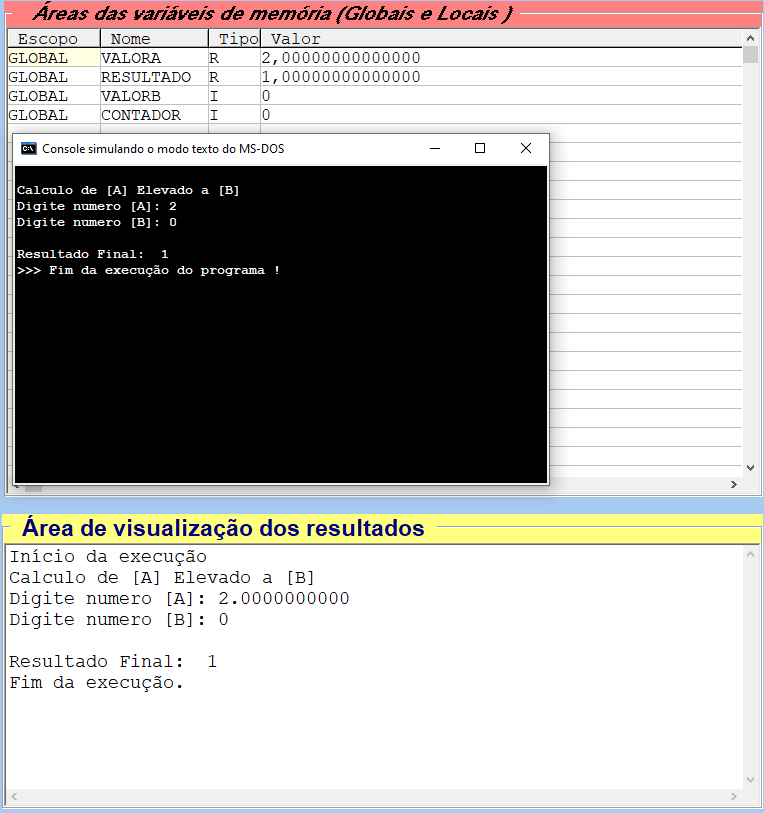 Áreas das variáveis de memória (Globais e Locais )
Escopo Nome Tipo Valor
GLOBAL VALORA R 2,00000000000000
GLOBAL RESULTADO R 1,00000000000000
GLOBAL VALORB I 0
GLOBAL CONTADOR I 0
C:\ Console simulando o modo texto do MS-DOS
Calculo de [A] Elevado a [B]
Digite numero [A]: 2
Digite numero [B]: 0
Resultado Final:  1
>>> Fim da execução do programa !
Área de visualização dos resultados
Início da execução
Calculo de [A] Elevado a [B]
Digite numero [A]: 2.0000000000
Digite numero [B]: 0
Resultado Final:  1
Fim da execução.